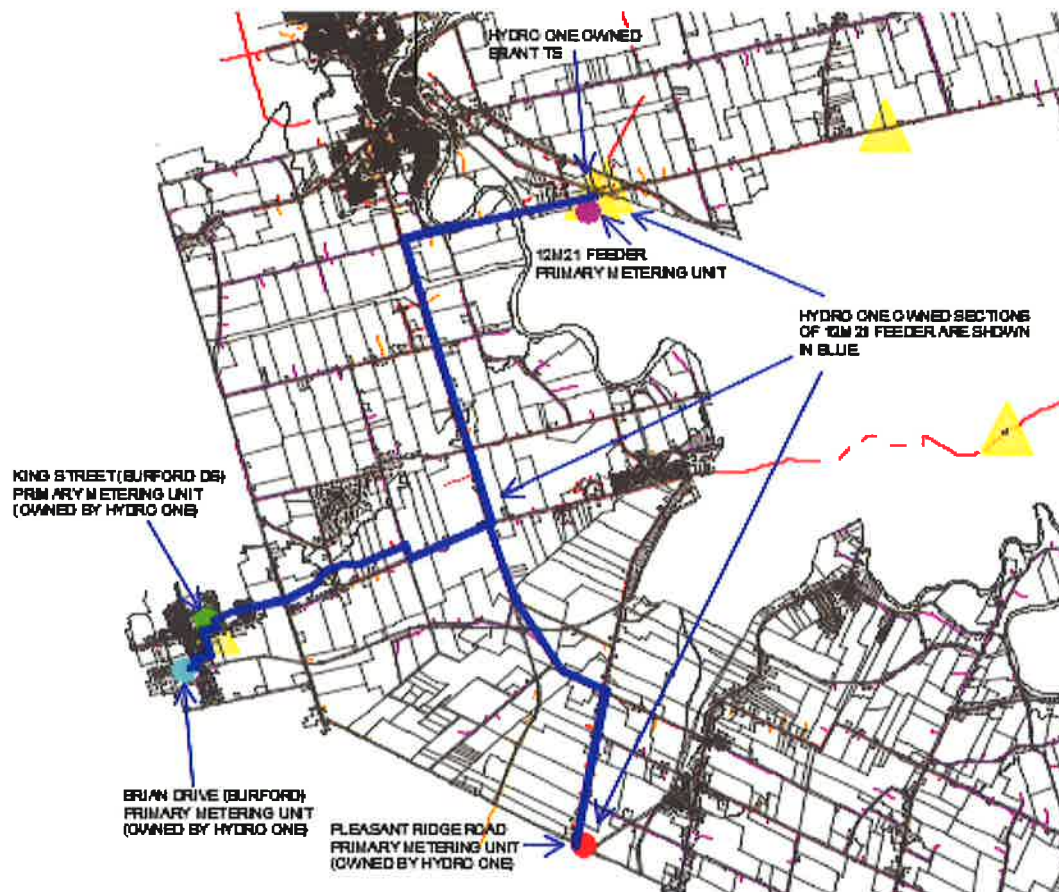 HYDRO ONE OWNED
BRANT TS
12M21 FEEDER
PRIMARY METERING UNIT
HYDRO ONE OWNED SECTIONS
OF 12M21 FEEDER ARE SHOWN
IN BLUE
KING STREET (BURFORD DS)
PRIMARY METERING UNIT
(OWNED BY HYDRO ONE)
BRIAN DRIVE (BURFORD)
PRIMARY METERING UNIT
(OWNED BY HYDRO ONE)
PLEASANT RIDGE ROAD
PRIMARY METERING UNIT
(OWNED BY HYDRO ONE)